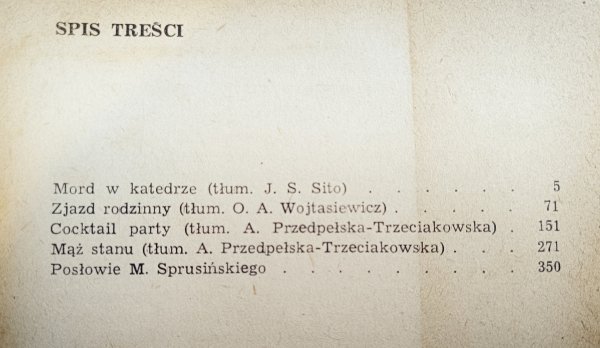 SPIS TREŚCI
Mord w katedrze (tłum. J. S. Sito) . . . . . . 5
Zjazd rodzinny (tłum. O. A. Wojtasiewicz) . . . . . 71
Cocktail party (tłum. A. Przedpełska-Trzeciakowska) . 151
Mąż stanu (tłum. A. Przedpełska-Trzeciakowska) . . . 271
Posłowie M. Sprusińskiego . . . . . . . . . 350